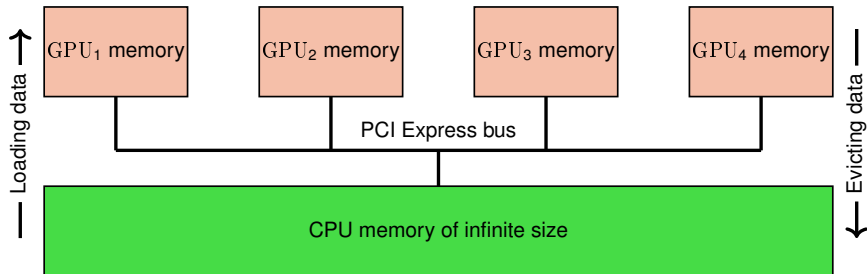 GPU₁ memory
GPU₂ memory
GPU₃ memory
GPU₄ memory
Loading data
PCI Express bus
Evicting data
CPU memory of infinite size